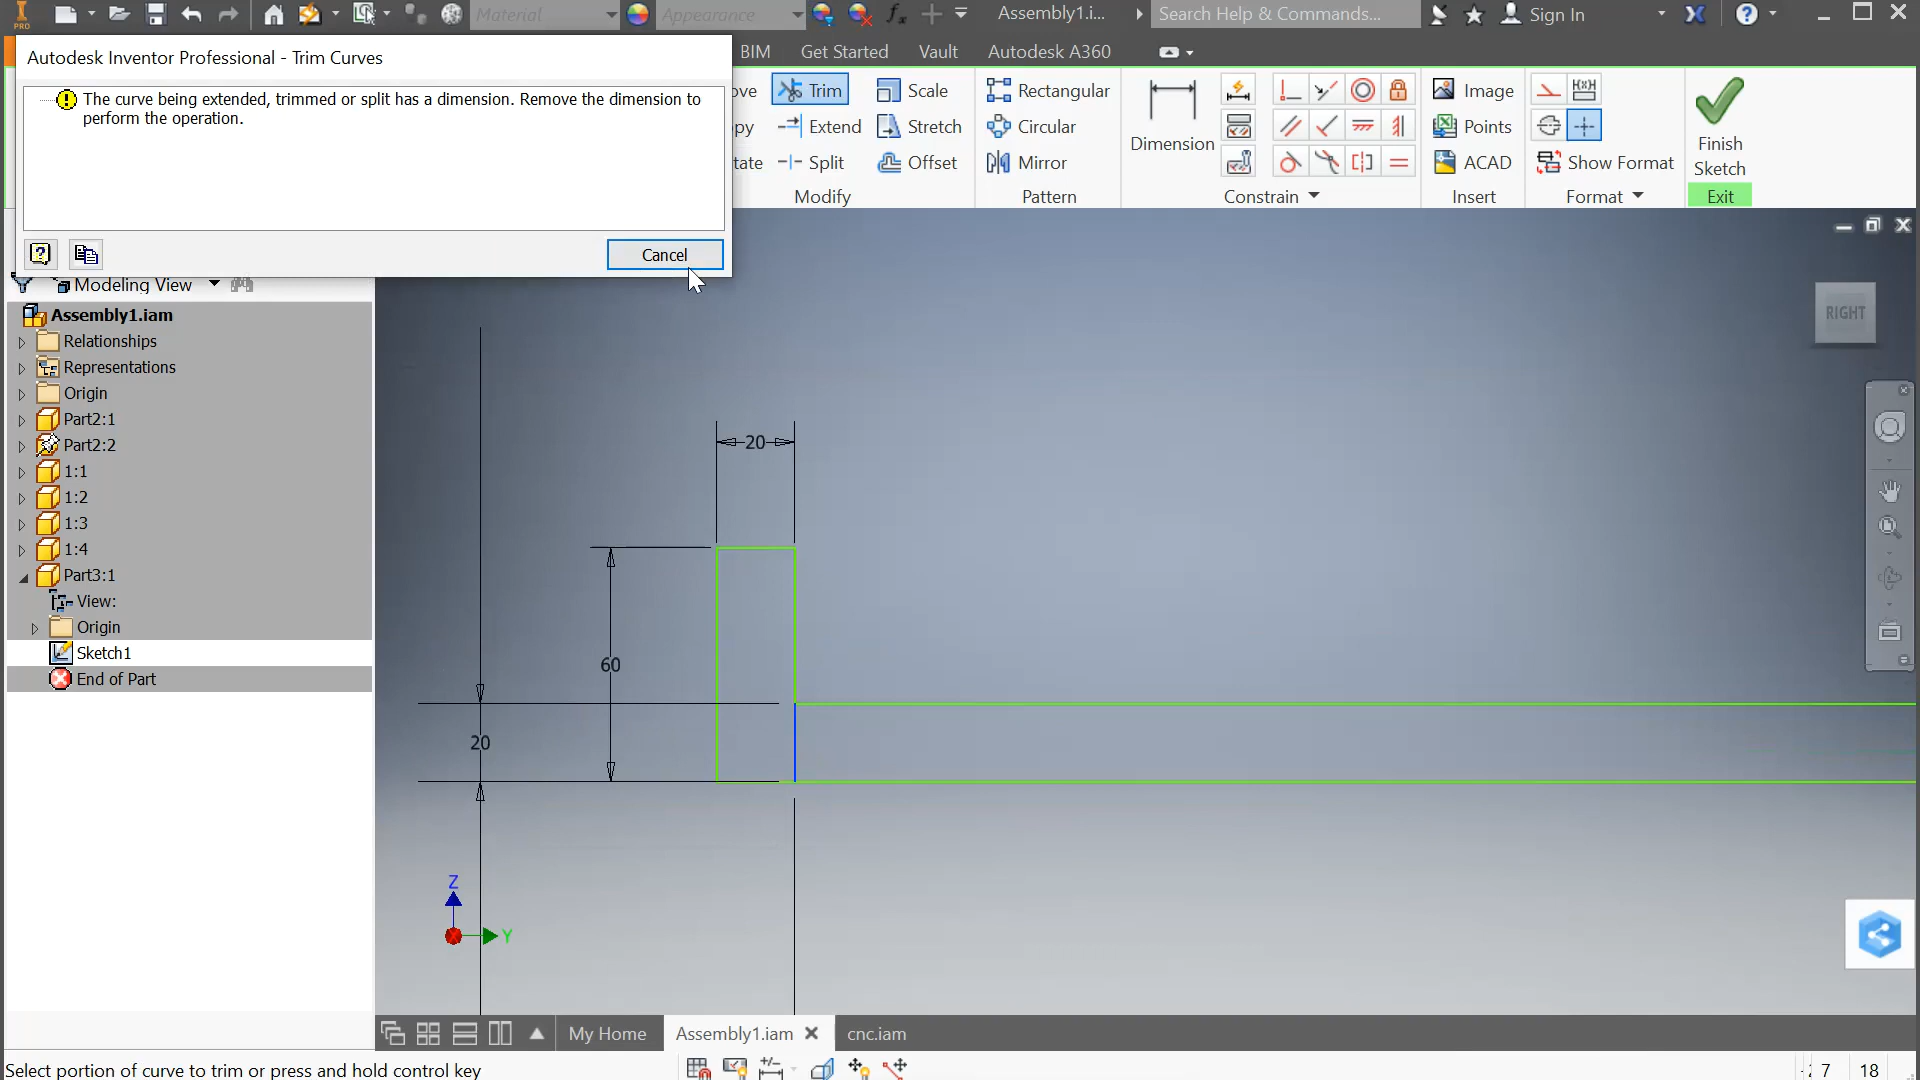 PRO
Material
Appearance
Assembly1.i...
Search Help & Commands...
Sign In
Autodesk Inventor Professional - Trim Curves
BIM
Get Started
Vault
Autodesk A360
The curve being extended, trimmed or split has a dimension. Remove the dimension to
perform the operation.
Cancel
Trim
Scale
Extend
Stretch
Split
Offset
Modify
Rectangular
Circular
Mirror
Pattern
Dimension
Constrain
Image
Points
ACAD
Insert
Show Format
Format
Finish
Sketch
Exit
Modeling View
Assembly1.iam
Relationships
Representations
Origin
Part2:1
Part2:2
1:1
1:2
1:3
1:4
Part3:1
View:
Origin
Sketch1
End of Part
RIGHT
20
60
20
Z
Y
My Home
Assembly1.iam
cnc.iam
Select portion of curve to trim or press and hold control key
7
18